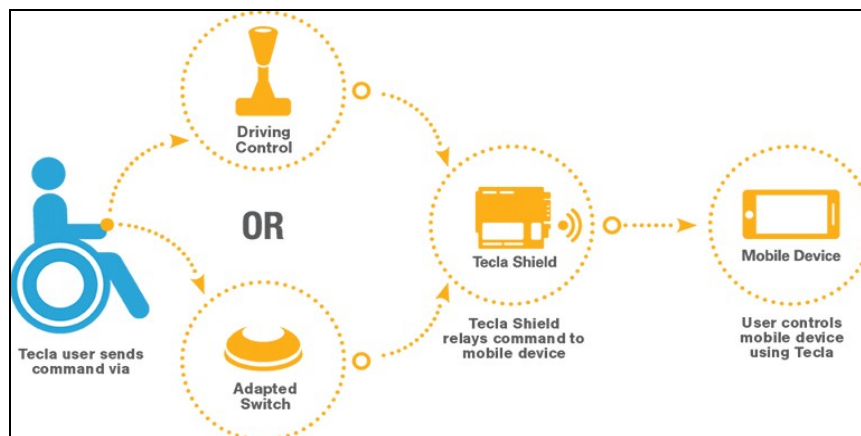 Tecla user sends
command via
Driving
Control
OR
Adapted
Switch
Tecla Shield
Tecla Shield
relays command to
mobile device
Mobile Device
User controls
mobile device
using Tecla